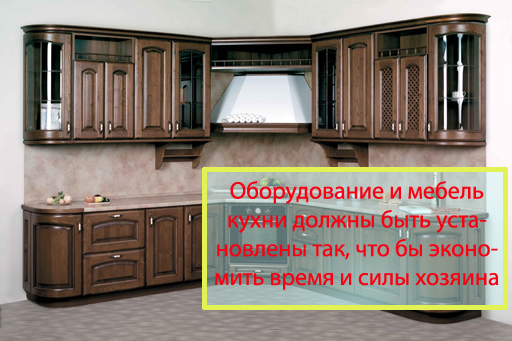 Оборудование и мебель
кухни должны быть уста-
новлены так, что бы эконо-
мить время и силы хозяина